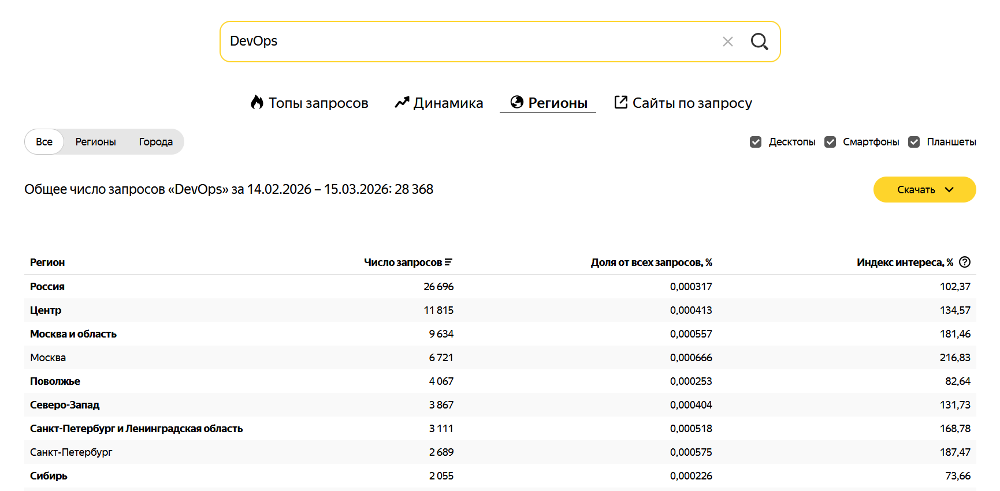 DevOps
Топы запросов Динамика Регионы Сайты по запросу
Все Регионы Города Десктопы Смартфоны Планшеты
Общее число запросов «DevOps» за 14.02.2026 – 15.03.2026: 28 368 Скачать
Регион Число запросов Доля от всех запросов, % Индекс интереса, % ?
Россия 26 696 0,000317 102,37
Центр 11 815 0,000413 134,57
Москва и область 9 634 0,000557 181,46
Москва 6 721 0,000666 216,83
Поволжье 4 067 0,000253 82,64
Северо-Запад 3 867 0,000404 131,73
Санкт-Петербург и Ленинградская область 3 111 0,000518 168,78
Санкт-Петербург 2 689 0,000575 187,47
Сибирь 2 055 0,000226 73,66